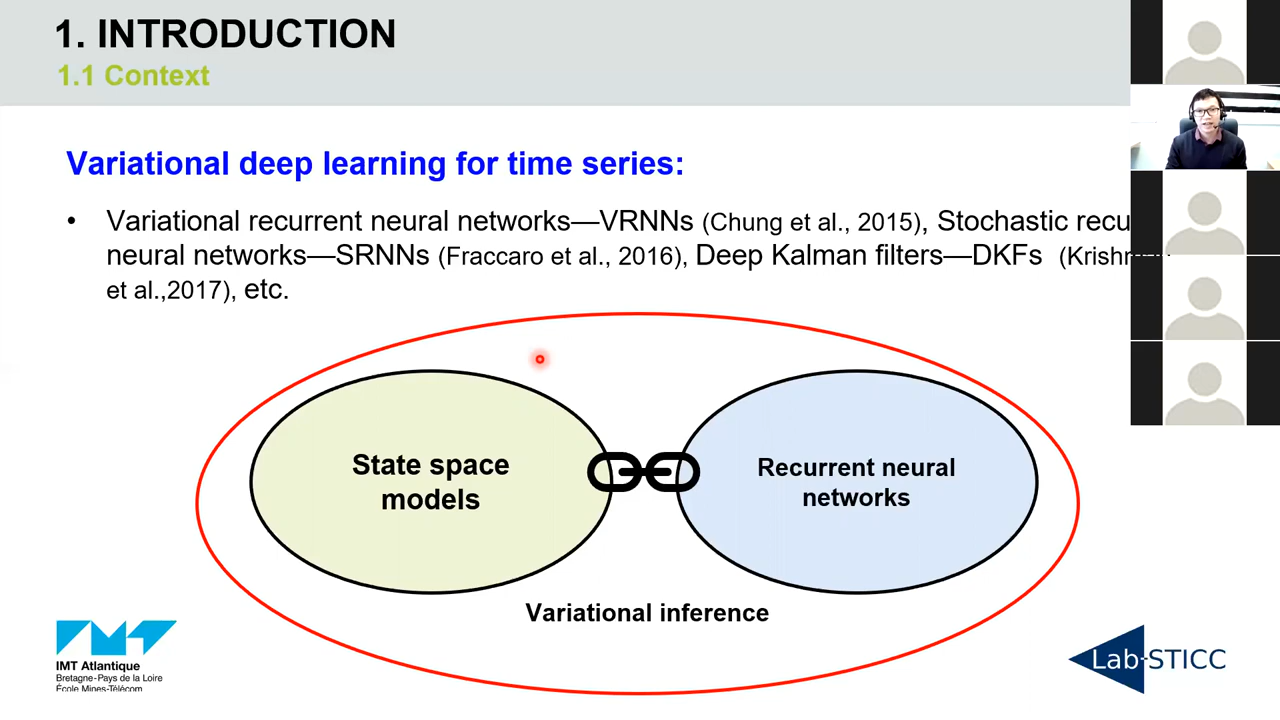 1. INTRODUCTION
1.1 Context
Variational deep learning for time series:
• Variational recurrent neural networks—VRNNs (Chung et al., 2015), Stochastic
neural networks—SRNNs (Fraccaro et al., 2016), Deep Kalman filters—DKFs
et al.,2017), etc.
State space
models
Recurrent neural
networks
Variational inference
IMT Atlantique
Bretagne-Pays de la Loire
École Mines-Télécom
Lab-STICC